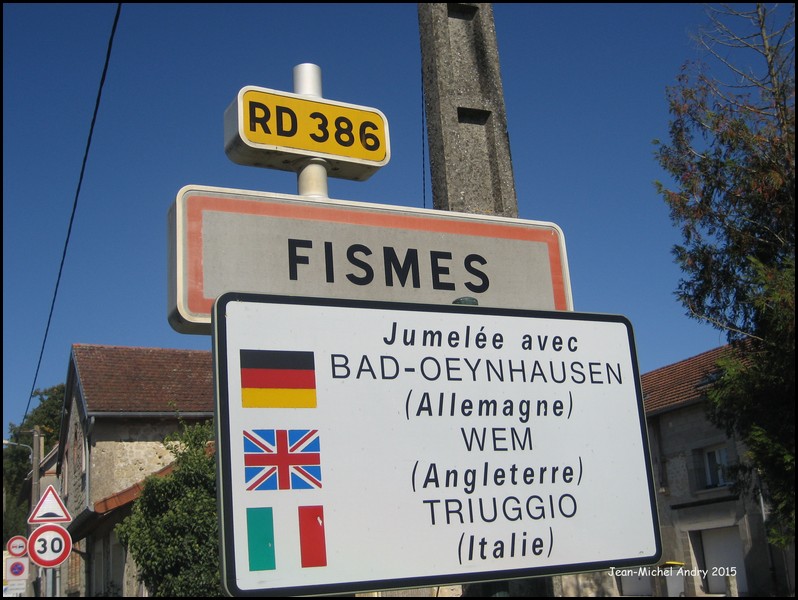 RD 386
FISMES
Jumelée avec
BAD-OEYNHAUSEN
(Allemagne)
WEM
(Angleterre)
TRIUGGIO
(Italie)
30
Jean-Michel Andry 2015